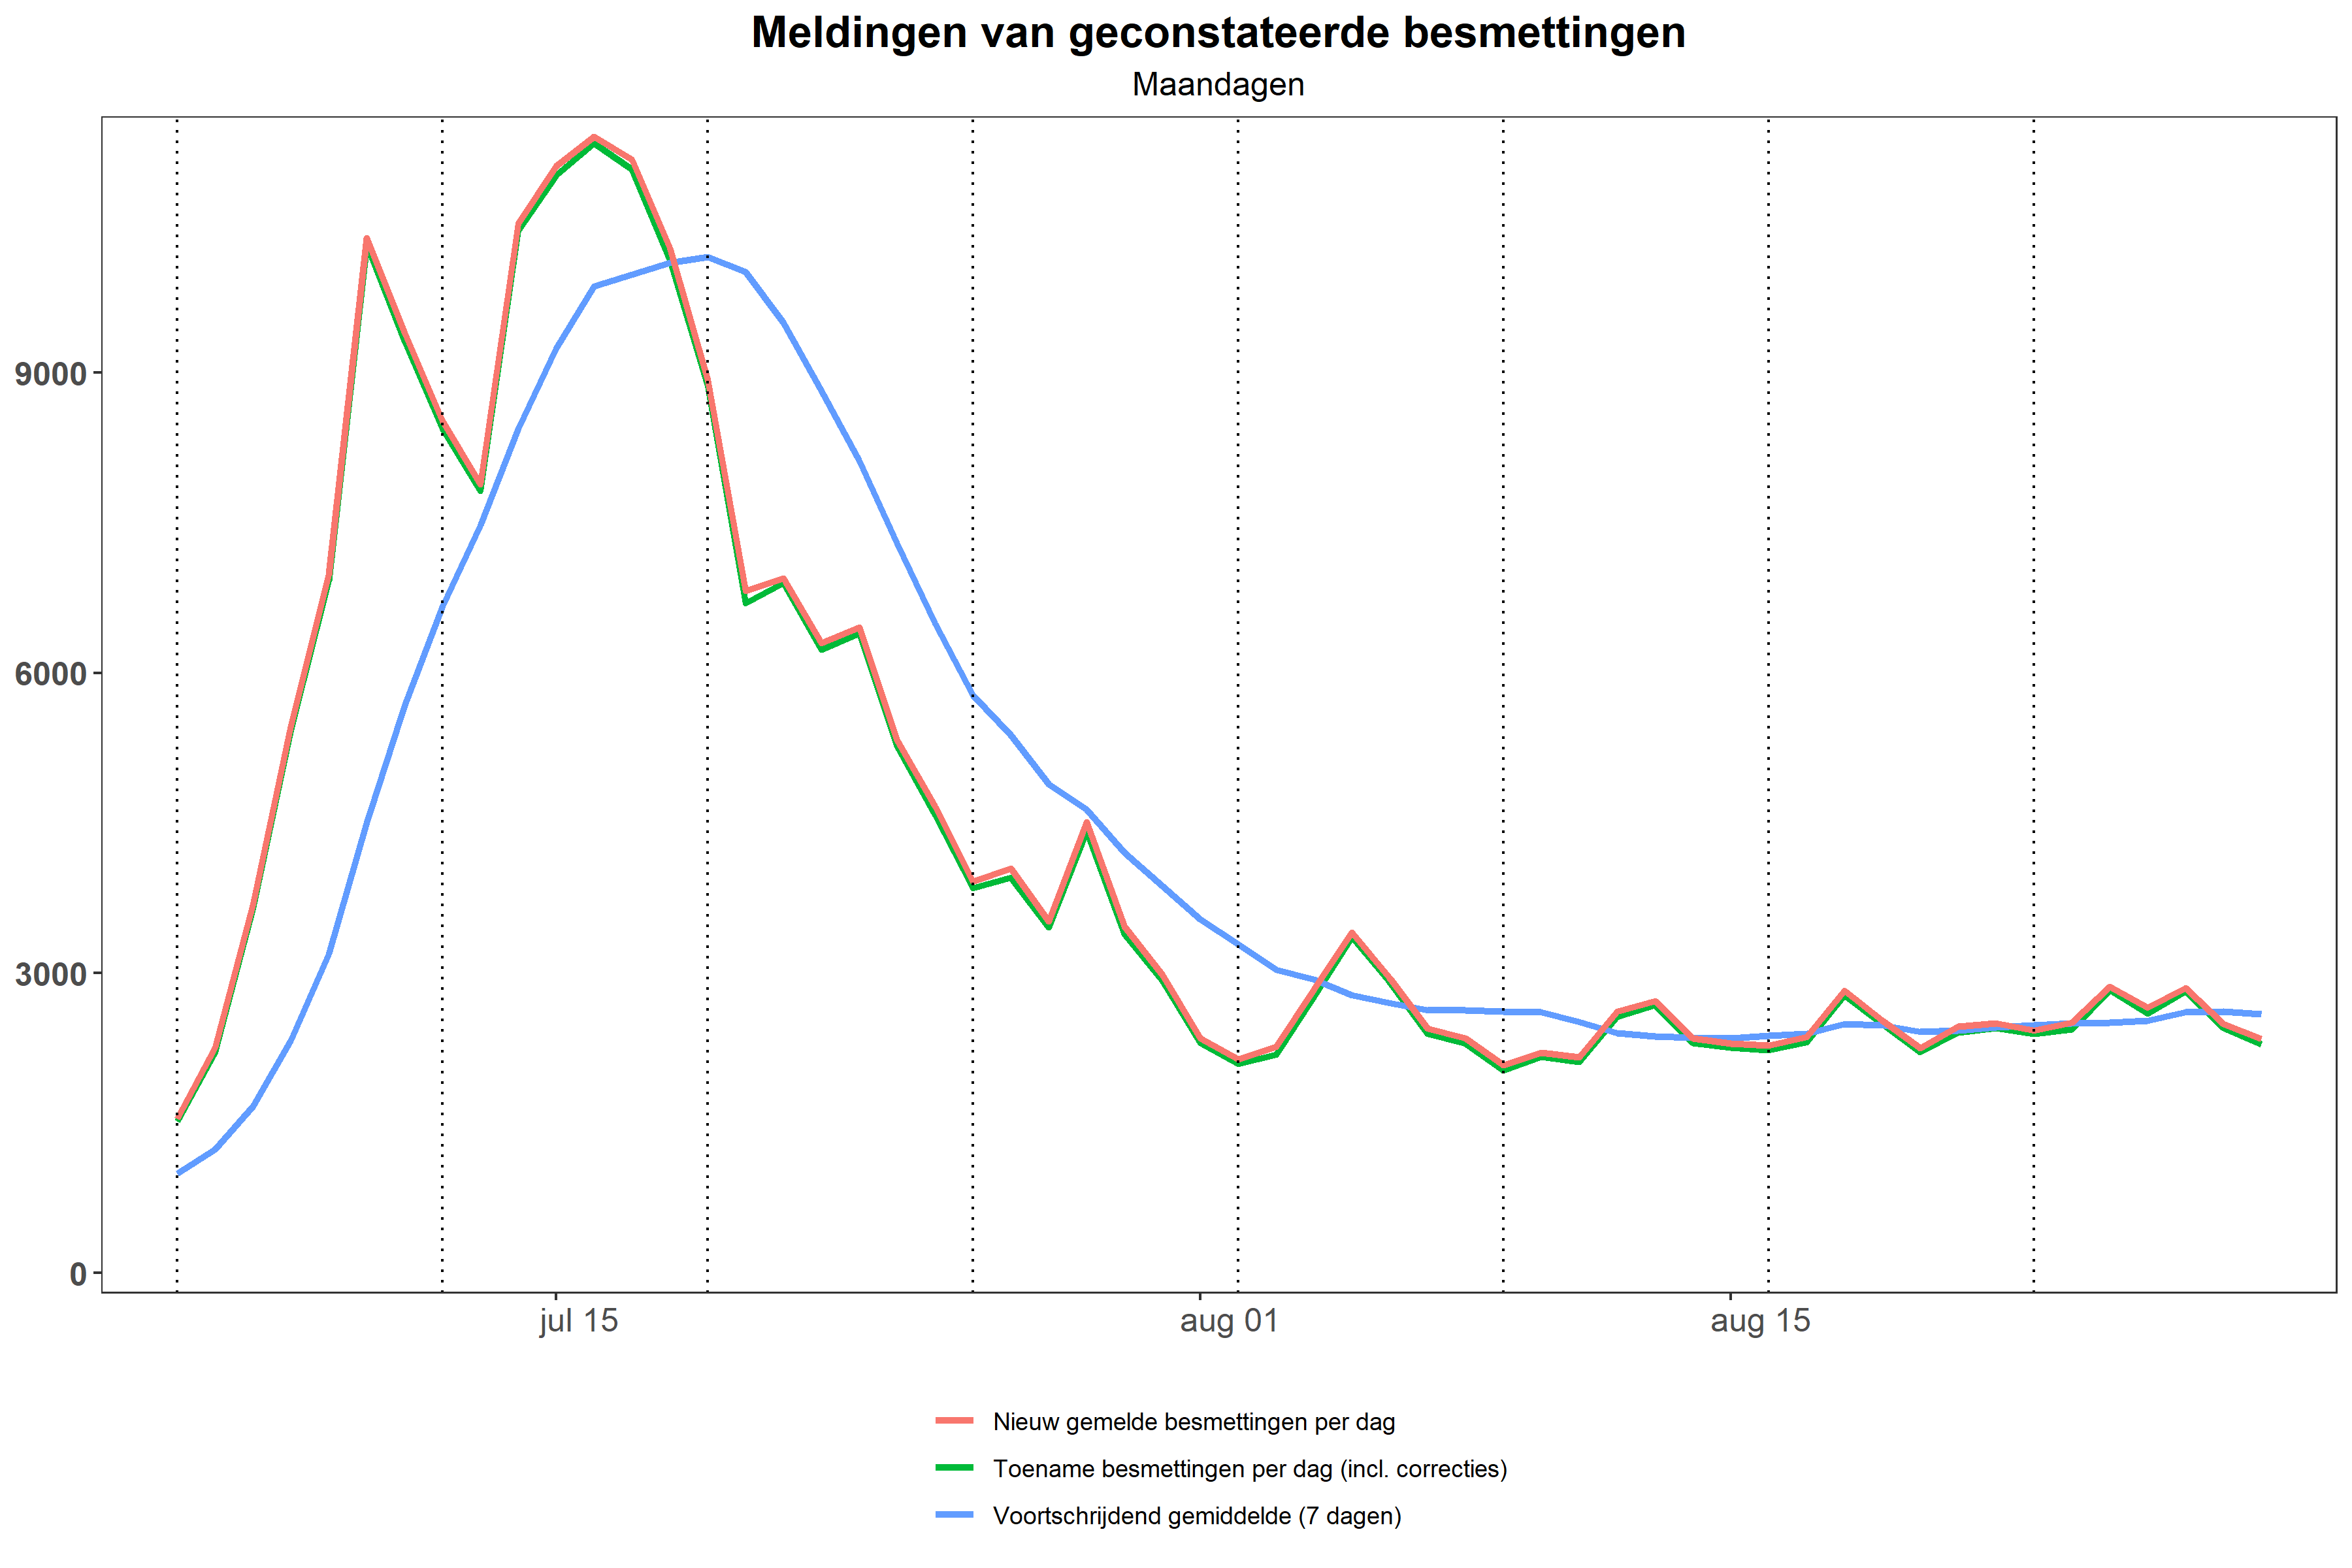 Meldingen van geconstateerde besmettingen
Maandagen
9000
6000
3000
0
jul 15
aug 01
aug 15
Nieuw gemelde besmettingen per dag
Toename besmettingen per dag (incl. correcties)
Voortschrijdend gemiddelde (7 dagen)